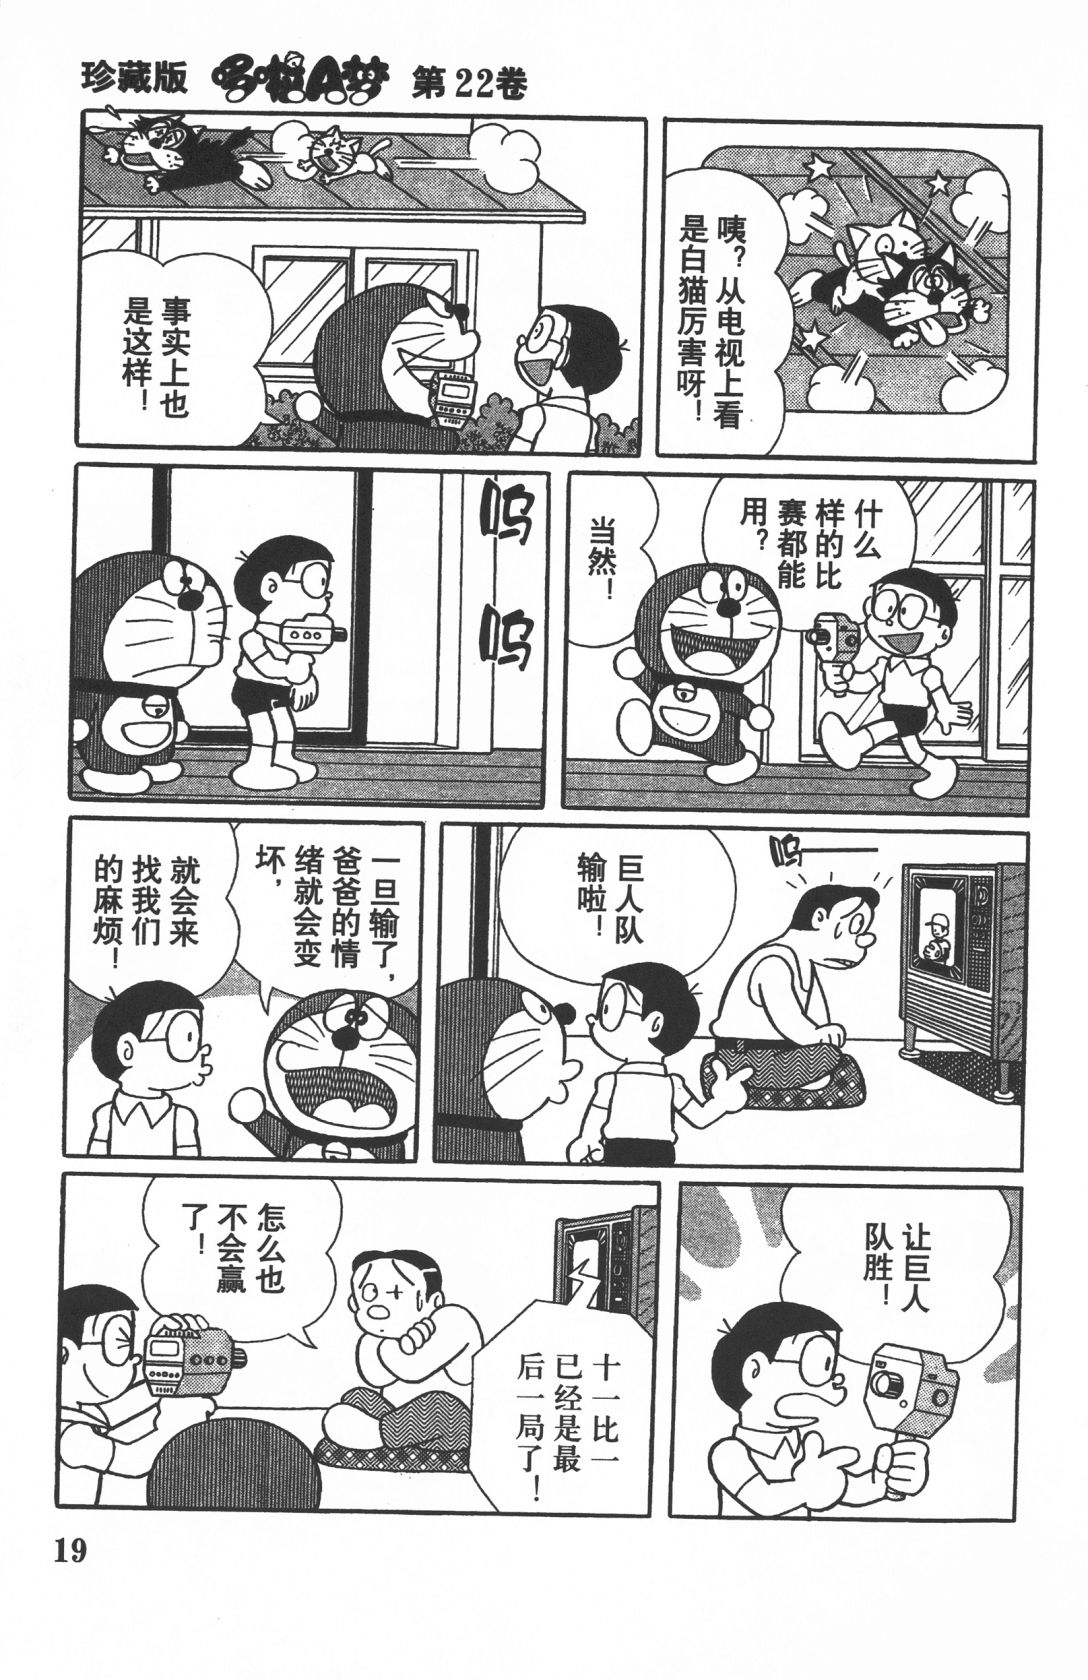 珍藏版 哆啦A梦 第22卷
咦？从电视上看
是白猫厉害呀！
事实上也
是这样！
什么
样的比
赛都能
用？
当然！
呜
呜
呜——
巨人队
输啦！
一旦输了，
爸爸的情
绪就会变
坏，
就会来
找我们
的麻烦！
让巨人
队胜！
十一比一
已经是最
后一局了！
怎么也
不会赢
了！
19